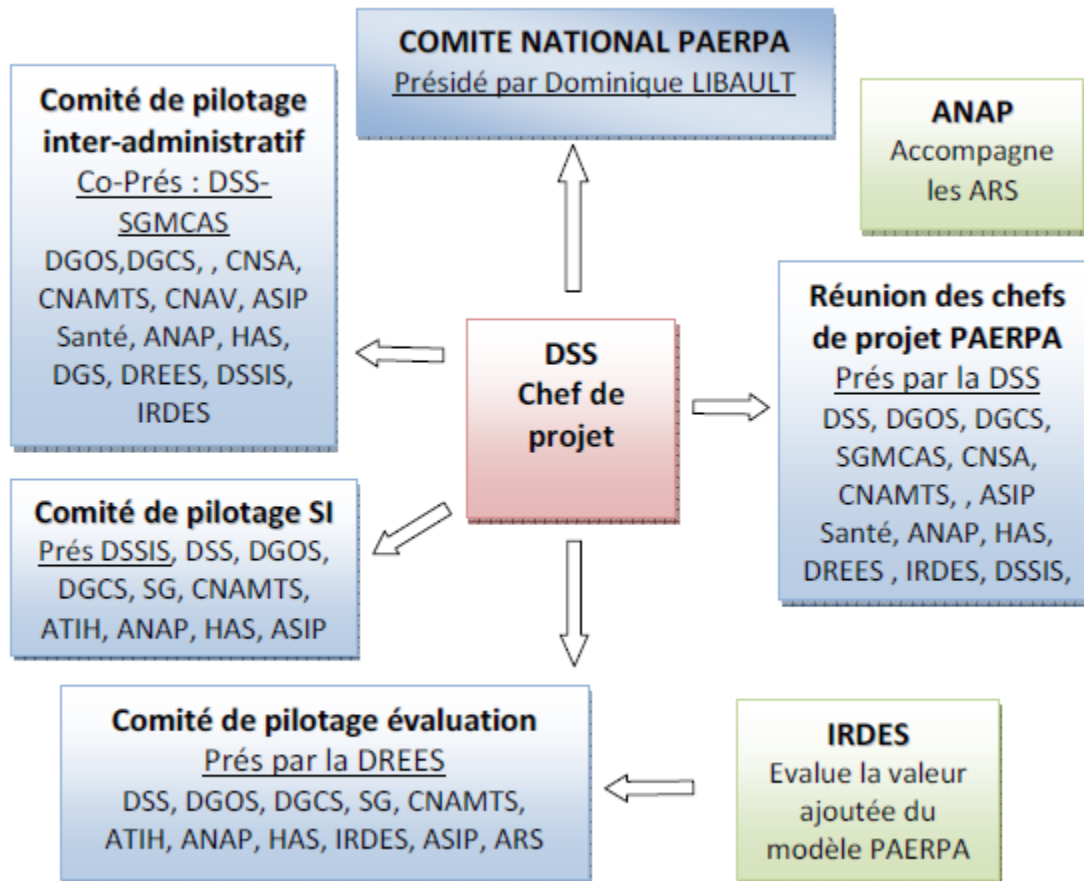 COMITE NATIONAL PAERPA
Présidé par Dominique LIBAULT
Comité de pilotage
inter-administratif
Co-Prés : DSS-
SGMCAS
DGOS,DGCS, , CNSA,
CNAMTS, CNAV, ASIP
Santé, ANAP, HAS,
DGS, DREES, DSSIS,
IRDES
ANAP
Accompagne
les ARS
DSS
Chef de
projet
Réunion des chefs
de projet PAERPA
Prés par la DSS
DSS, DGOS, DGCS,
SGMCAS, CNSA,
CNAMTS, , ASIP
Santé, ANAP, HAS,
DREES , IRDES, DSSIS,
Comité de pilotage SI
Prés DSSIS, DSS, DGOS,
DGCS, SG, CNAMTS,
ATIH, ANAP, HAS, ASIP
Comité de pilotage évaluation
Prés par la DREES
DSS, DGOS, DGCS, SG, CNAMTS,
ATIH, ANAP, HAS, IRDES, ASIP, ARS
IRDES
Evalue la valeur
ajoutée du
modèle PAERPA